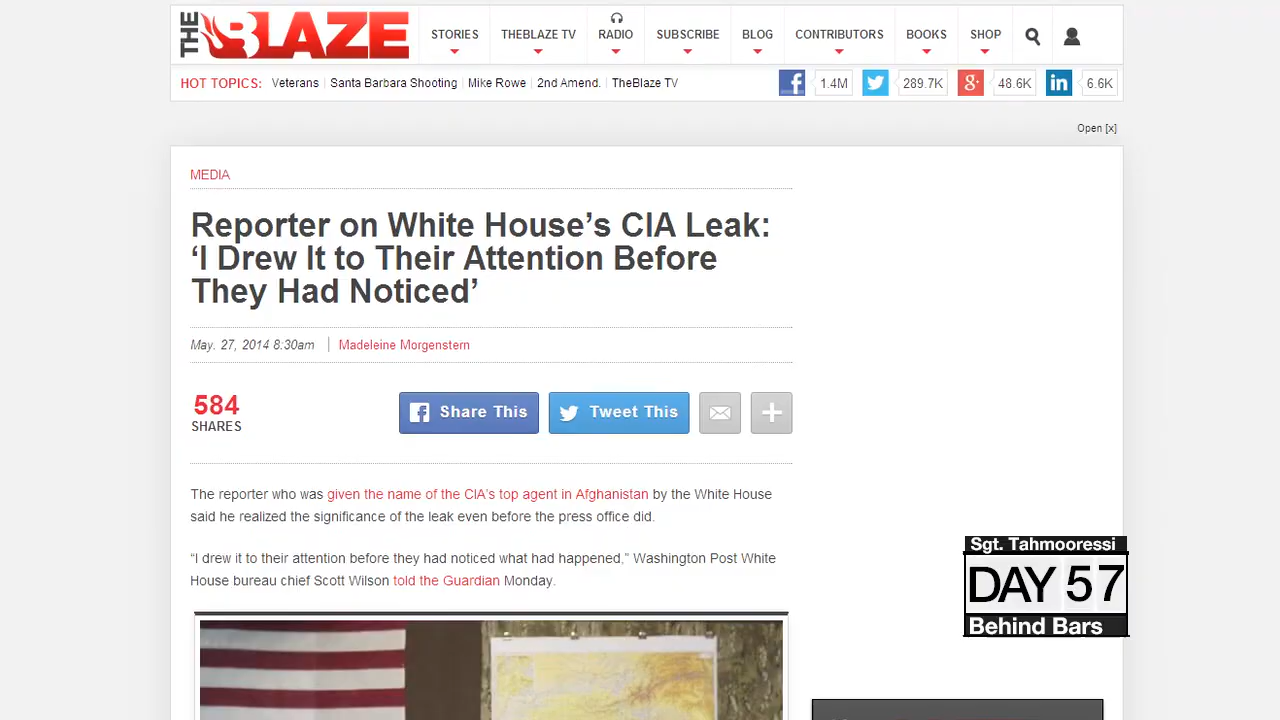 THE BLAZE
STORIES THEBLAZE TV RADIO SUBSCRIBE BLOG CONTRIBUTORS BOOKS SHOP
HOT TOPICS: Veterans Santa Barbara Shooting Mike Rowe 2nd Amend. TheBlaze TV
1.4M 289.7K 48.6K 6.6K
Open [x]
MEDIA
Reporter on White House’s CIA Leak:
‘I Drew It to Their Attention Before
They Had Noticed’
May. 27, 2014 8:30am Madeleine Morgenstern
584
SHARES
Share This Tweet This
The reporter who was given the name of the CIA’s top agent in Afghanistan by the White House
said he realized the significance of the leak even before the press office did.
“I drew it to their attention before they had noticed what had happened,” Washington Post White
House bureau chief Scott Wilson told the Guardian Monday.
Sgt. Tahmooressi
DAY 57
Behind Bars